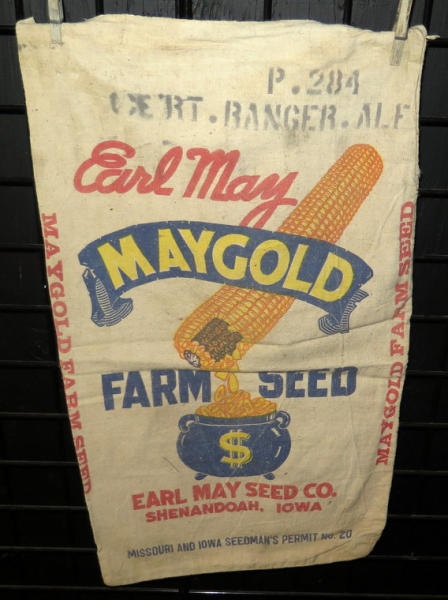 P. 284
CERT. RANGER. ALF
Earl May
MAYGOLD
FARM SEED
$
EARL MAY SEED CO.
SHENANDOAH, IOWA
MISSOURI AND IOWA SEEDMAN'S PERMIT NO. 20
MAYGOLD FARM SEED
MAYGOLD FARM SEED